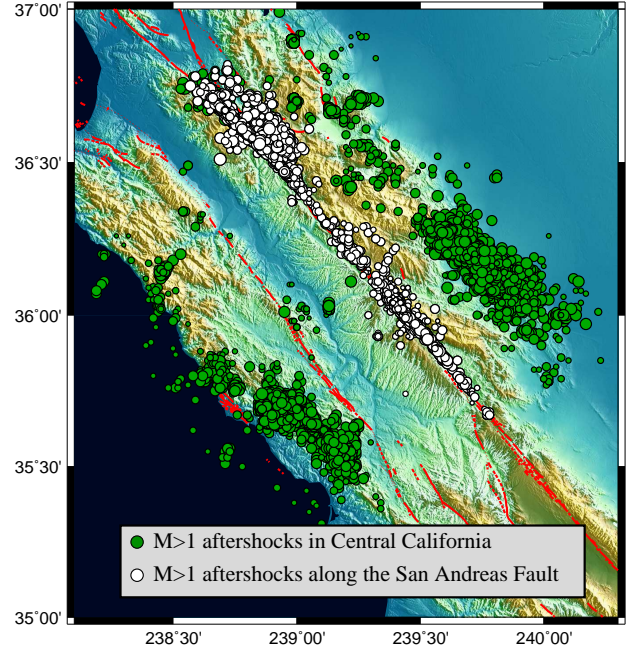 37°00'
36°30'
36°00'
35°30'
35°00'
M>1 aftershocks in Central California
M>1 aftershocks along the San Andreas Fault
238°30' 239°00' 239°30' 240°00'